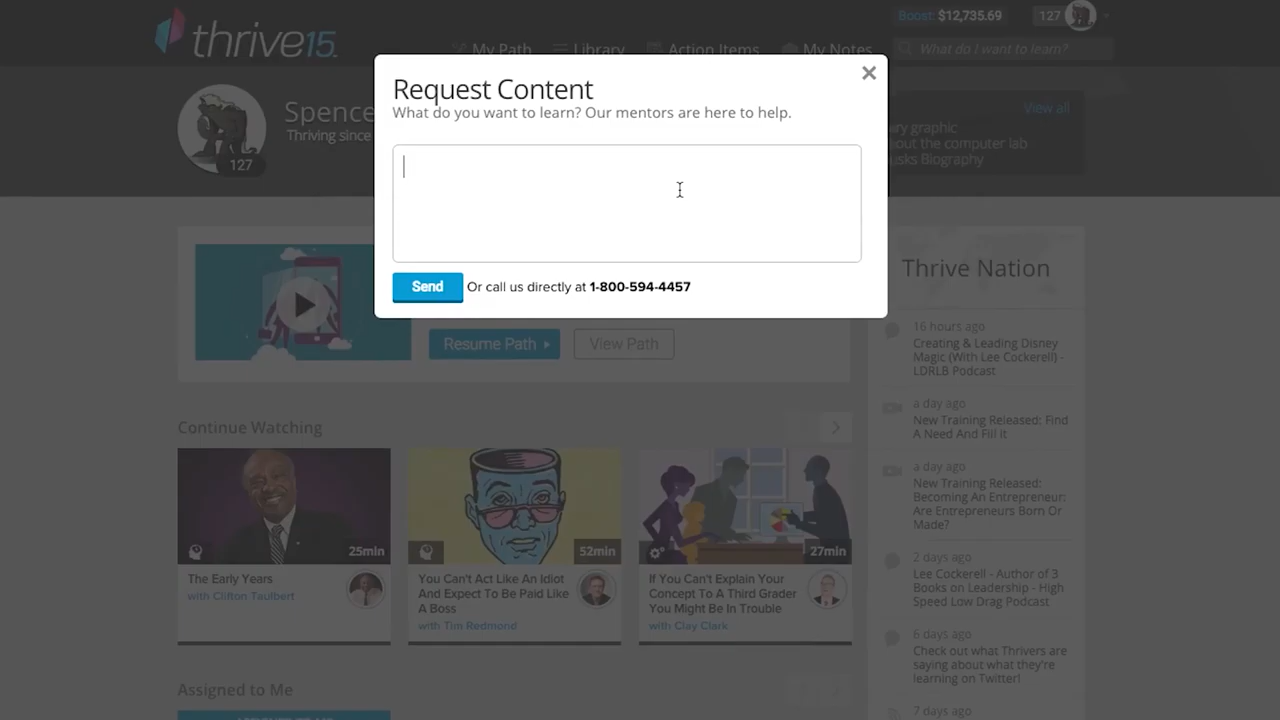 thrive15.
My Path
Library
Action Items
My Notes
Boost: $12,735.69
127
What do I want to learn?
Spence
Thriving since
127
View all
ary graphic
out the computer lab
sks Biography
Request Content
What do you want to learn? Our mentors are here to help.
Send
Or call us directly at 1-800-594-4457
Resume Path
View Path
Continue Watching
25min
The Early Years
with Clifton Taulbert
52min
You Can't Act Like An Idiot
And Expect To Be Paid Like
A Boss
with Tim Redmond
27min
If You Can't Explain Your
Concept To A Third Grader
You Might Be In Trouble
with Clay Clark
Assigned to Me
Thrive Nation
16 hours ago
Creating & Leading Disney
Magic (With Lee Cockerell) -
LDRLB Podcast
a day ago
New Training Released: Find
A Need And Fill it
a day ago
New Training Released:
Becoming An Entrepreneur:
Are Entrepreneurs Born Or
Made?
2 days ago
Lee Cockerell - Author of 3
Books on Leadership - High
Speed Low Drag Podcast
6 days ago
Check out what Thrivers are
saying about what they're
learning on Twitter!
7 days ago